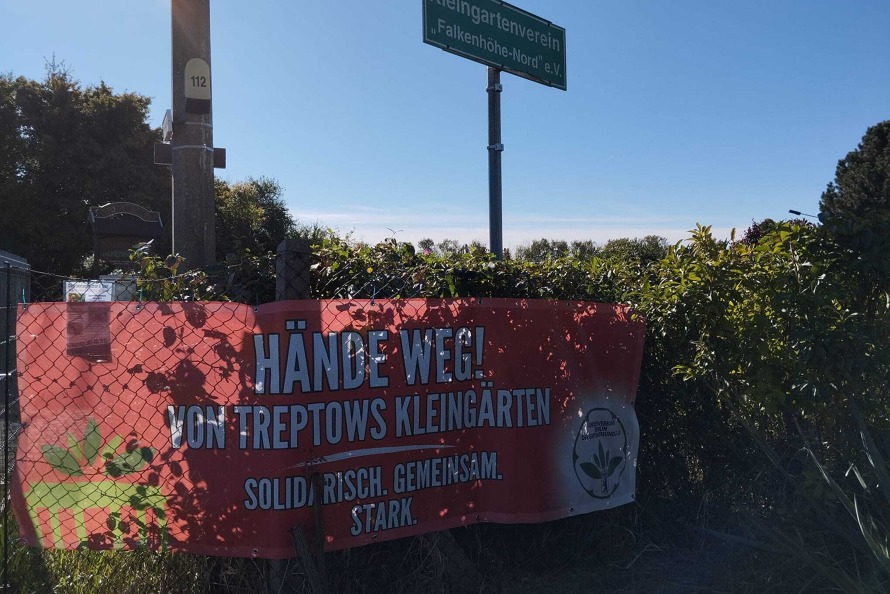 Kleingartenverein
„Falkenhöhe-Nord" e.V.
112
HÄNDE WEG!
VON TREPTOWS KLEINGÄRTEN
SOLIDARISCH. GEMEINSAM.
STARK.